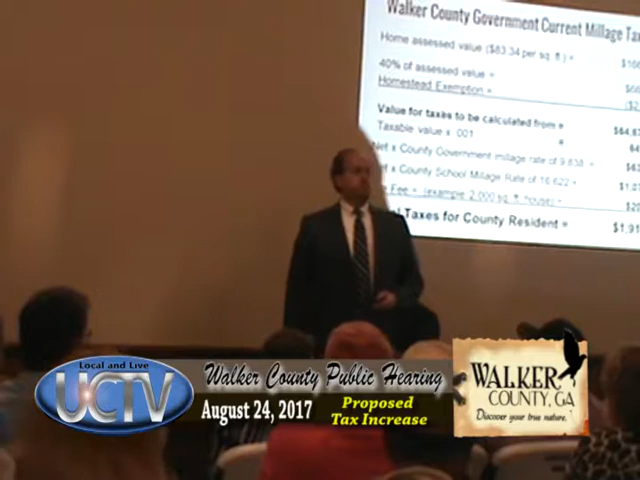 Walker County Government Current Millage Tax
Home assessed value ($83.34 per sq. ft.) =
40% of assessed value =
Homestead Exemption =
Value for taxes to be calculated from =
Taxable value x .001 =
x County Government millage rate of 9.838 =
x County School Millage Rate of 16.622 =
Fee = (example 2,000 sq. ft. house)
Taxes for County Resident =
Local and Live
UCTV
Walker County Public Hearing
August 24, 2017
Proposed
Tax Increase
WALKER
COUNTY, GA
Discover your true nature.